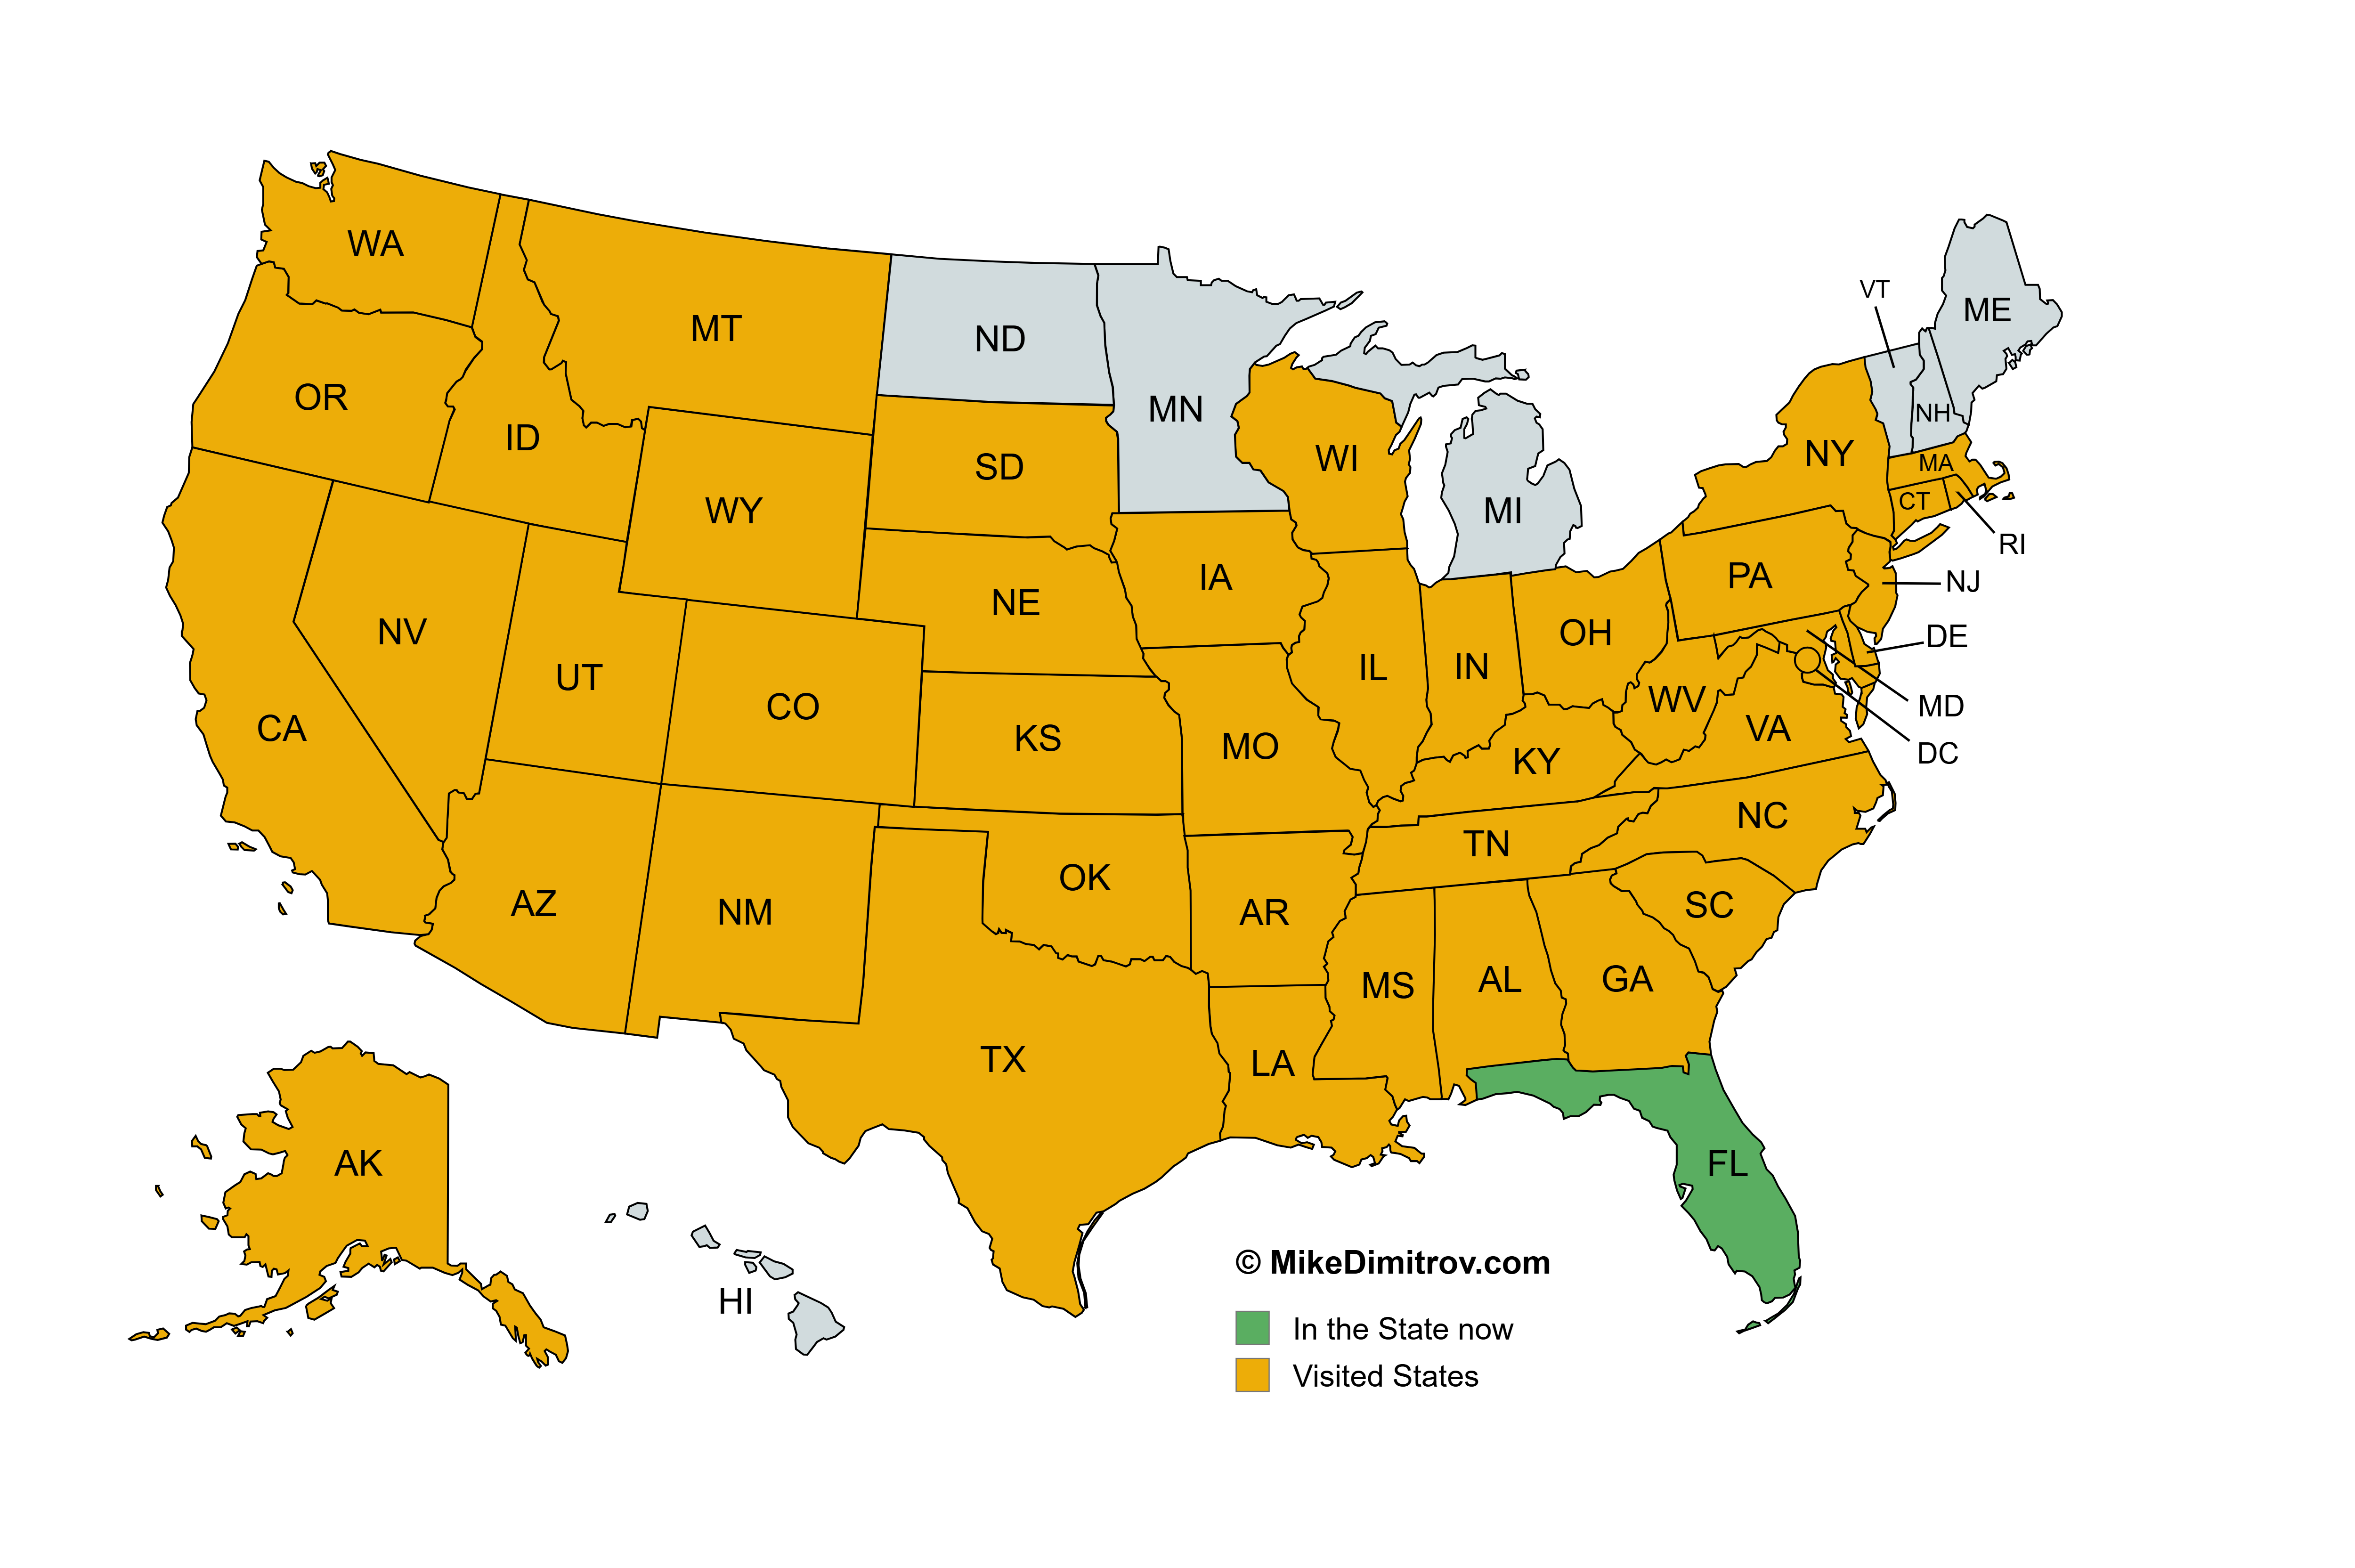 WA
MT
ND
MN
VT
ME
OR
ID
SD
WI
NH
NY
MA
CT
WY
MI
RI
IA
PA
NJ
NE
NV
OH
DE
UT
IL
IN
WV
MD
CO
CA
KS
MO
VA
DC
KY
NC
TN
OK
AZ
NM
AR
SC
MS
AL
GA
TX
LA
AK
FL
HI
© MikeDimitrov.com
In the State now
Visited States